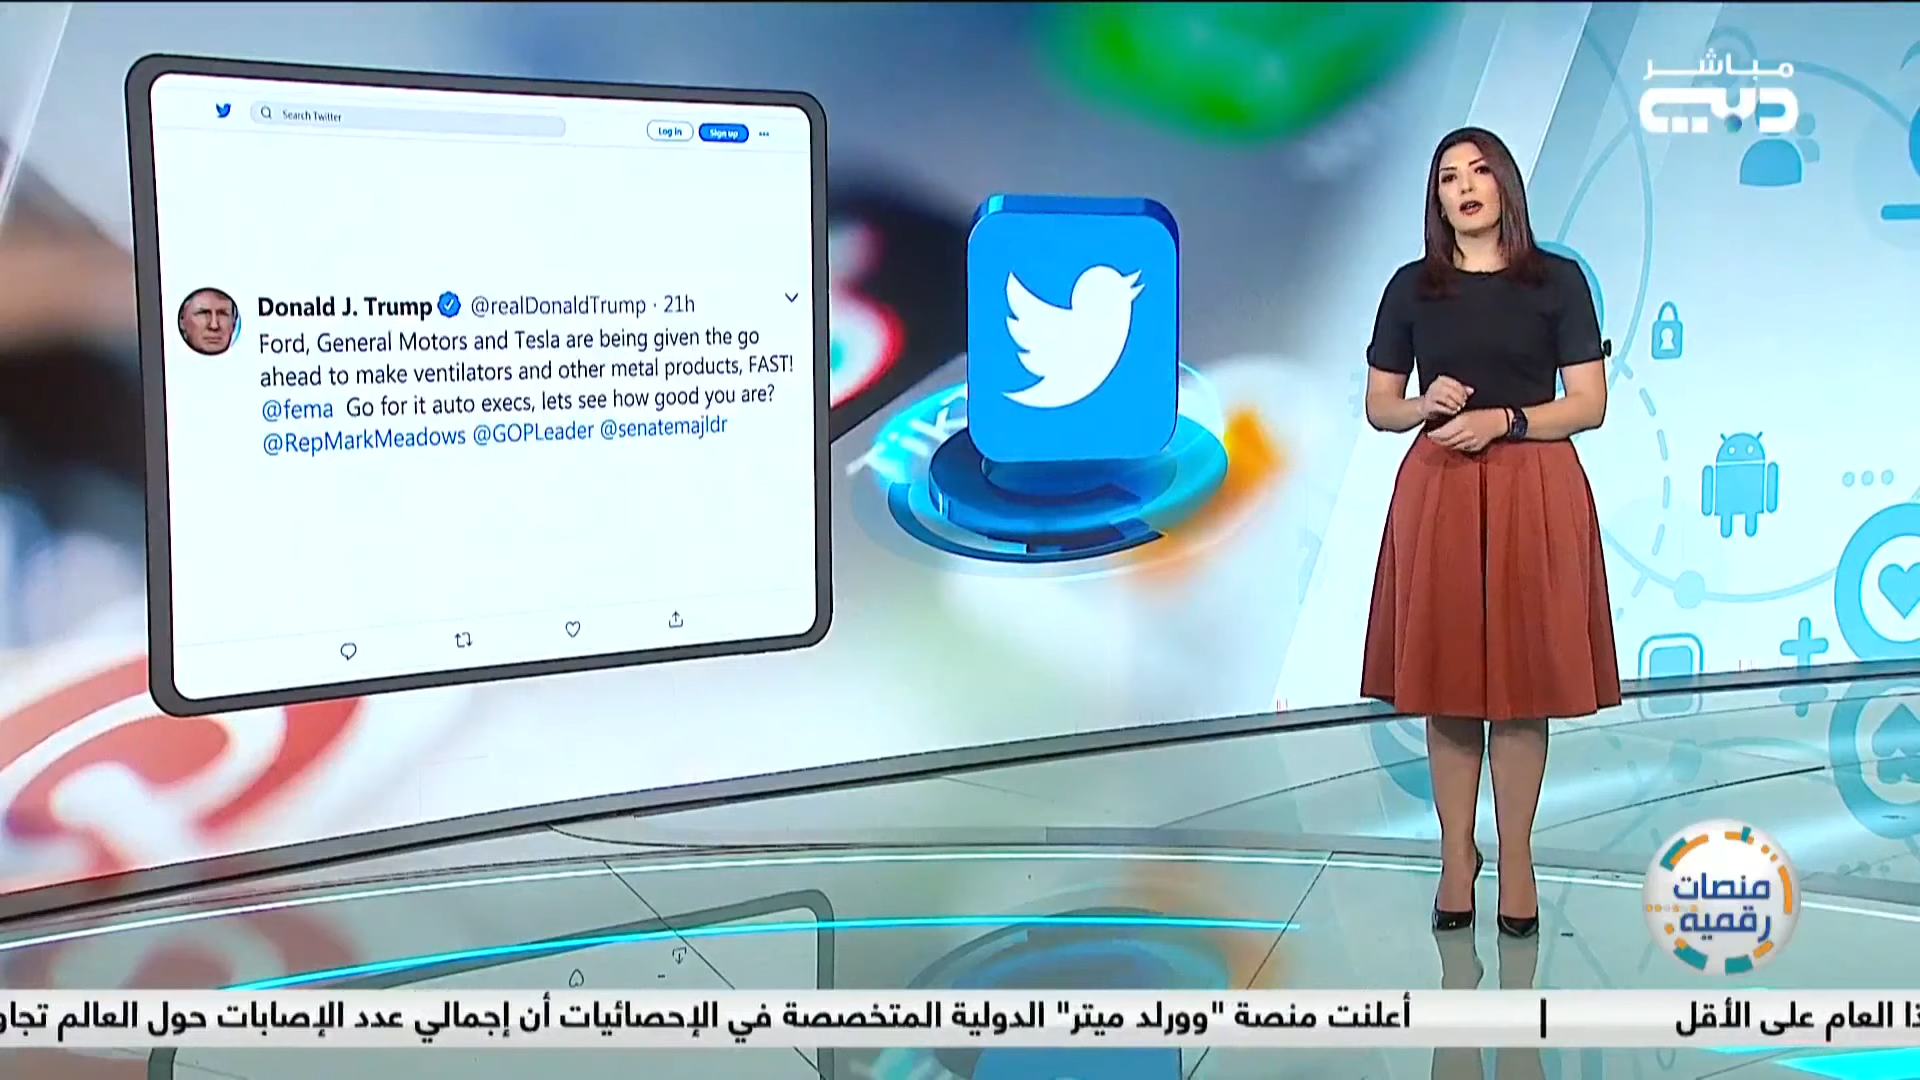 Search Twitter
Log in
Sign up
Donald J. Trump @realDonaldTrump · 21h
Ford, General Motors and Tesla are being given the go
ahead to make ventilators and other metal products, FAST!
@fema Go for it auto execs, lets see how good you are?
@RepMarkMeadows @GOPLeader @senatemajldr
مباشر
دبي
منصات
رقمية
ذا العام على الأقل | أعلنت منصة "وورلد ميتر" الدولية المتخصصة في الإحصائيات أن إجمالي عدد الإصابات حول العالم تجاو